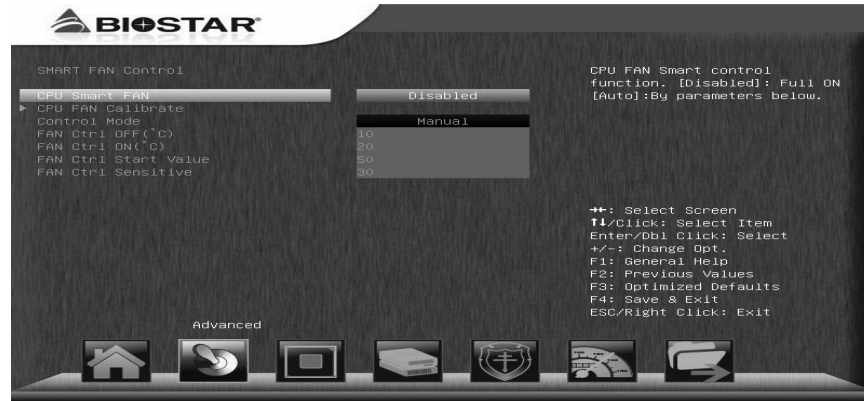 BIOSTAR®
SMART FAN Control
CPU Smart FAN Disabled
► CPU FAN Calibrate
Control Mode Manual
FAN Ctrl OFF(°C) 10
FAN Ctrl ON(°C) 20
FAN Ctrl Start Value 50
FAN Ctrl Sensitive 30
CPU FAN Smart control
function. [Disabled]: Full ON
[Auto]:By parameters below.
→←: Select Screen
↑↓/Click: Select Item
Enter/Dbl Click: Select
+/-: Change Opt.
F1: General Help
F2: Previous Values
F3: Optimized Defaults
F4: Save & Exit
ESC/Right Click: Exit
Advanced